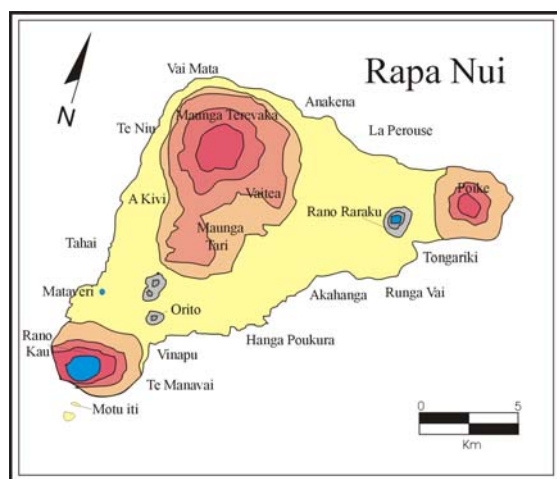 Rapa Nui
N
Vai Mata
Anakena
Maunga Terevaka
Te Niu
La Perouse
A Kivi
Vaitea
Poike
Rano Raraku
Maunga
Tari
Tahai
Tongariki
Mataveri
Orito
Akahanga
Runga Vai
Rano
Kau
Hanga Poukura
Vinapu
Te Manavai
Motu iti
0
5
Km